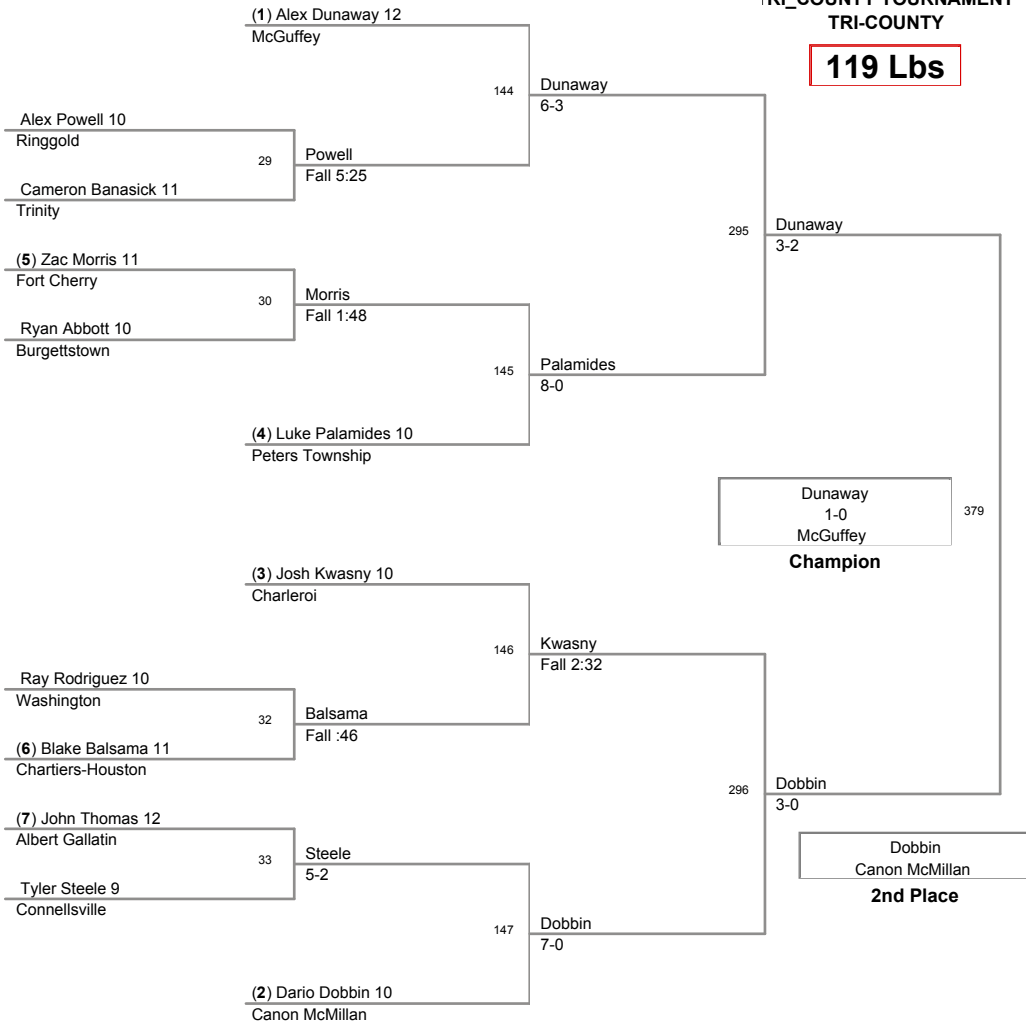 TRI_COUNTY TOURNAMENT
TRI-COUNTY
119 Lbs
(1) Alex Dunaway 12
McGuffey
144
Dunaway
6-3
Alex Powell 10
Ringgold
29
Powell
Fall 5:25
Cameron Banasick 11
Trinity
295
Dunaway
3-2
(5) Zac Morris 11
Fort Cherry
30
Morris
Fall 1:48
Ryan Abbott 10
Burgettstown
145
Palamides
8-0
(4) Luke Palamides 10
Peters Township
Dunaway
1-0
McGuffey
379
Champion
(3) Josh Kwasny 10
Charleroi
146
Kwasny
Fall 2:32
Ray Rodriguez 10
Washington
32
Balsama
Fall :46
(6) Blake Balsama 11
Chartiers-Houston
296
Dobbin
3-0
(7) John Thomas 12
Albert Gallatin
33
Steele
5-2
Tyler Steele 9
Connellsville
Dobbin
Canon McMillan
2nd Place
147
Dobbin
7-0
(2) Dario Dobbin 10
Canon McMillan